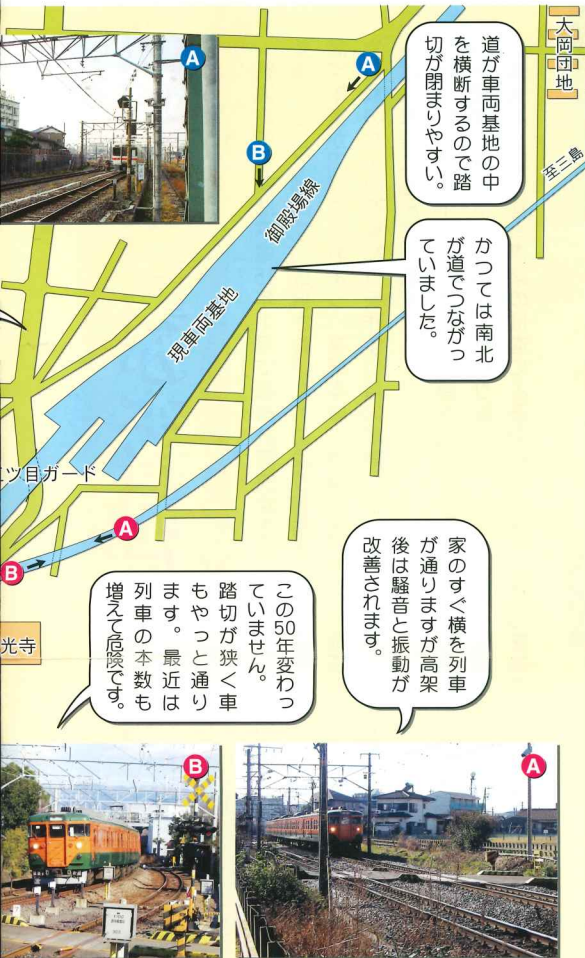 大岡団地
至三島
道が車両基地の中
を横断するので踏
切が閉まりやすい。
A
A
B
御殿場線
かつては南北
が道でつながっ
ていました。
現車両基地
ツ目ガード
A
B
家のすぐ横を列車
が通りますが高架
後は騒音と振動が
改善されます。
この50年変わっ
ていません。
踏切が狭く車
もやっと通り
ます。最近は
列車の本数も
増えて危険です。
光寺
B
A